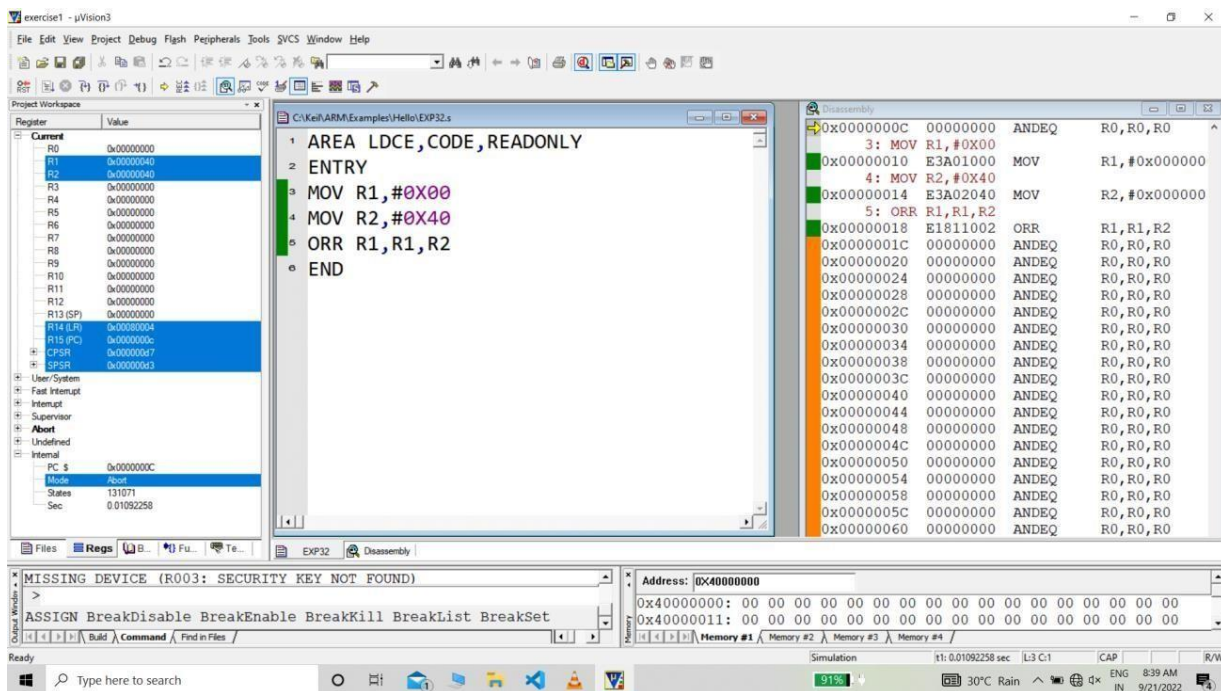 exercise1 - µVision3
File Edit View Project Debug Flash Peripherals Tools SVCS Window Help
Project Workspace
Register Value
Current
R0 0x00000000
R1 0x00000040
R2 0x00000040
R3 0x00000000
R4 0x00000000
R5 0x00000000
R6 0x00000000
R7 0x00000000
R8 0x00000000
R9 0x00000000
R10 0x00000000
R11 0x00000000
R12 0x00000000
R13 (SP) 0x00000000
R14 (LR) 0x00080004
R15 (PC) 0x0000000c
CPSR 0x000000d7
SPSR 0x000000d3
User/System
Fast Interrupt
Interrupt
Supervisor
Abort
Undefined
Internal
PC $ 0x0000000C
Mode Abort
States 131071
Sec 0.01092258
Files Regs B... Fu... Te...
C:\Keil\ARM\Examples\Hello\EXP32.s
1 AREA LDCE,CODE,READONLY
2 ENTRY
3 MOV R1,#0X00
4 MOV R2,#0X40
5 ORR R1,R1,R2
6 END
EXP32 Disassembly
Disassembly
0x0000000C 00000000 ANDEQ R0,R0,R0
3: MOV R1,#0X00
0x00000010 E3A01000 MOV R1,#0x000000
4: MOV R2,#0X40
0x00000014 E3A02040 MOV R2,#0x000000
5: ORR R1,R1,R2
0x00000018 E1811002 ORR R1,R1,R2
0x0000001C 00000000 ANDEQ R0,R0,R0
0x00000020 00000000 ANDEQ R0,R0,R0
0x00000024 00000000 ANDEQ R0,R0,R0
0x00000028 00000000 ANDEQ R0,R0,R0
0x0000002C 00000000 ANDEQ R0,R0,R0
0x00000030 00000000 ANDEQ R0,R0,R0
0x00000034 00000000 ANDEQ R0,R0,R0
0x00000038 00000000 ANDEQ R0,R0,R0
0x0000003C 00000000 ANDEQ R0,R0,R0
0x00000040 00000000 ANDEQ R0,R0,R0
0x00000044 00000000 ANDEQ R0,R0,R0
0x00000048 00000000 ANDEQ R0,R0,R0
0x0000004C 00000000 ANDEQ R0,R0,R0
0x00000050 00000000 ANDEQ R0,R0,R0
0x00000054 00000000 ANDEQ R0,R0,R0
0x00000058 00000000 ANDEQ R0,R0,R0
0x0000005C 00000000 ANDEQ R0,R0,R0
0x00000060 00000000 ANDEQ R0,R0,R0
Output Window
MISSING DEVICE (R003: SECURITY KEY NOT FOUND)
>
ASSIGN BreakDisable BreakEnable BreakKill BreakList BreakSet
Build Command Find in Files
Memory
Address: 0X40000000
0x40000000: 00 00 00 00 00 00 00 00 00 00 00 00 00 00 00 00 00
0x40000011: 00 00 00 00 00 00 00 00 00 00 00 00 00 00 00 00 00
Memory #1 Memory #2 Memory #3 Memory #4
Ready Simulation t1: 0.01092258 sec L:3 C:1 CAP R/W
Type here to search 91% 30°C Rain ENG 8:39 AM
IN 9/21/2022 4